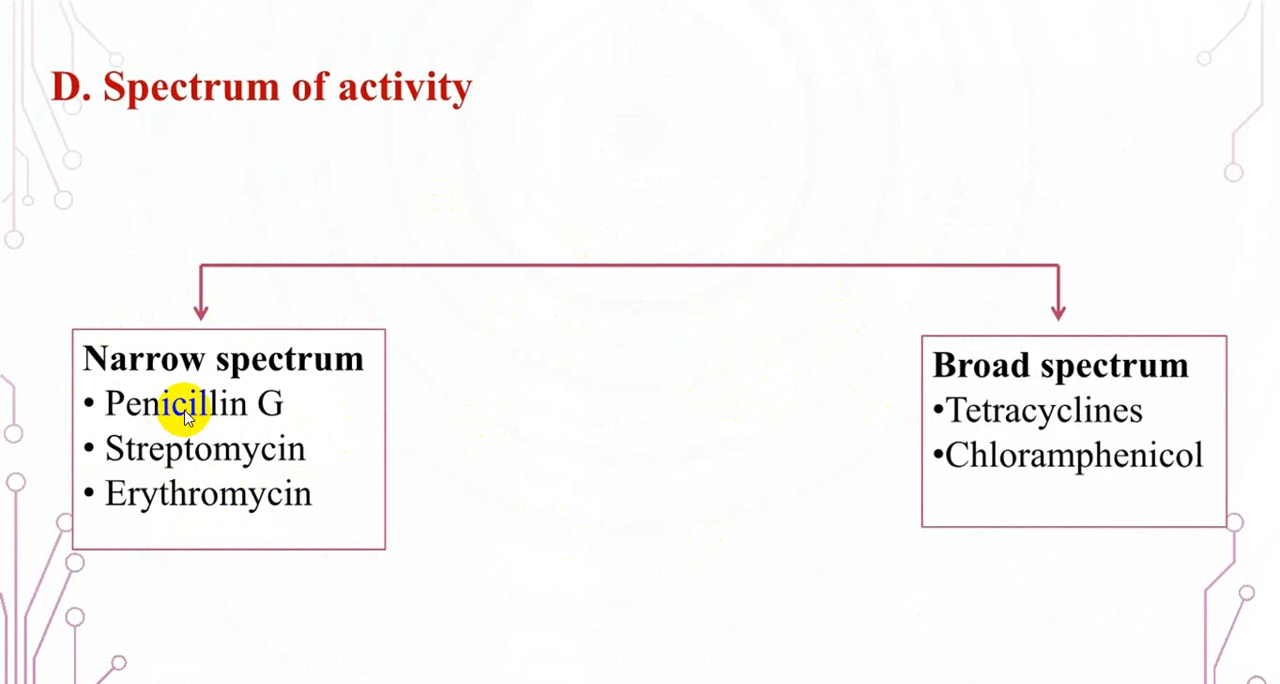 D. Spectrum of activity
Narrow spectrum
• Penicillin G
• Streptomycin
• Erythromycin
Broad spectrum
•Tetracyclines
•Chloramphenicol